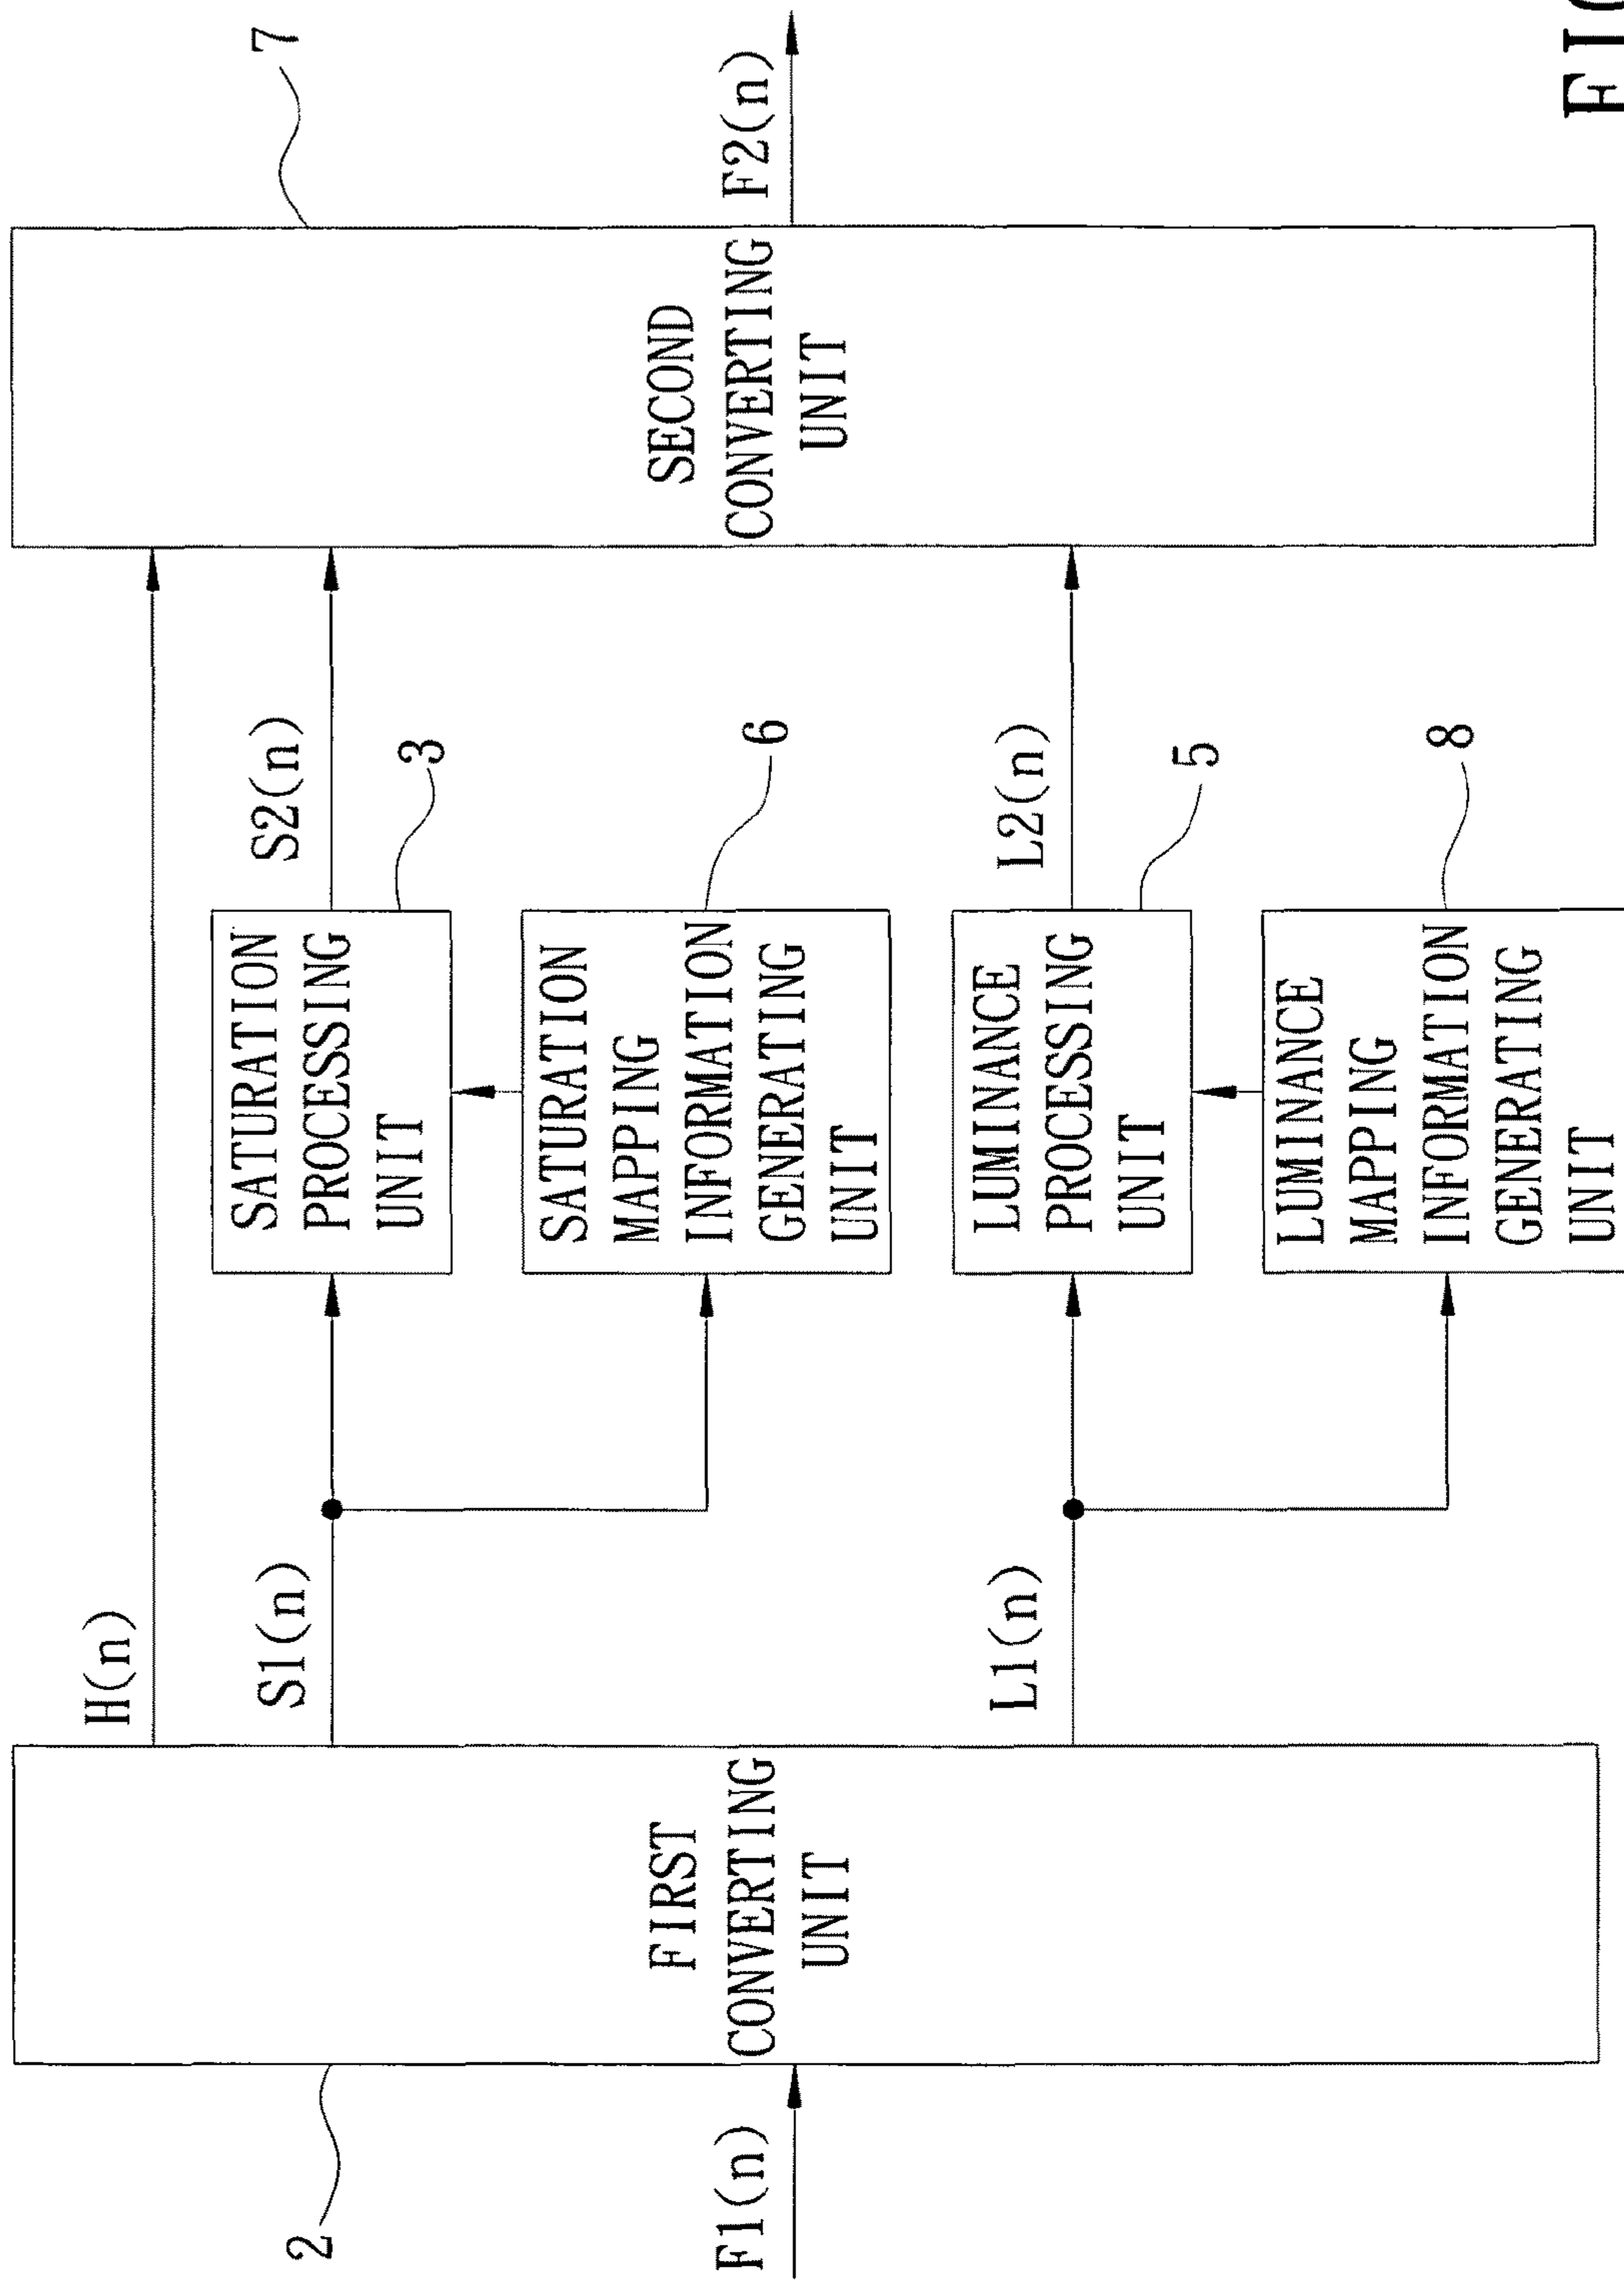 H(n)
7
S1(n)
SATURATION
PROCESSING
UNIT
S2(n)
3
2
SATURATION
MAPPING
INFORMATION
GENERATING
UNIT
6
F1(n)
FIRST
CONVERTING
UNIT
SECOND
CONVERTING
UNIT
F2(n)
L1(n)
LUMINANCE
PROCESSING
UNIT
L2(n)
5
LUMINANCE
MAPPING
INFORMATION
GENERATING
UNIT
8